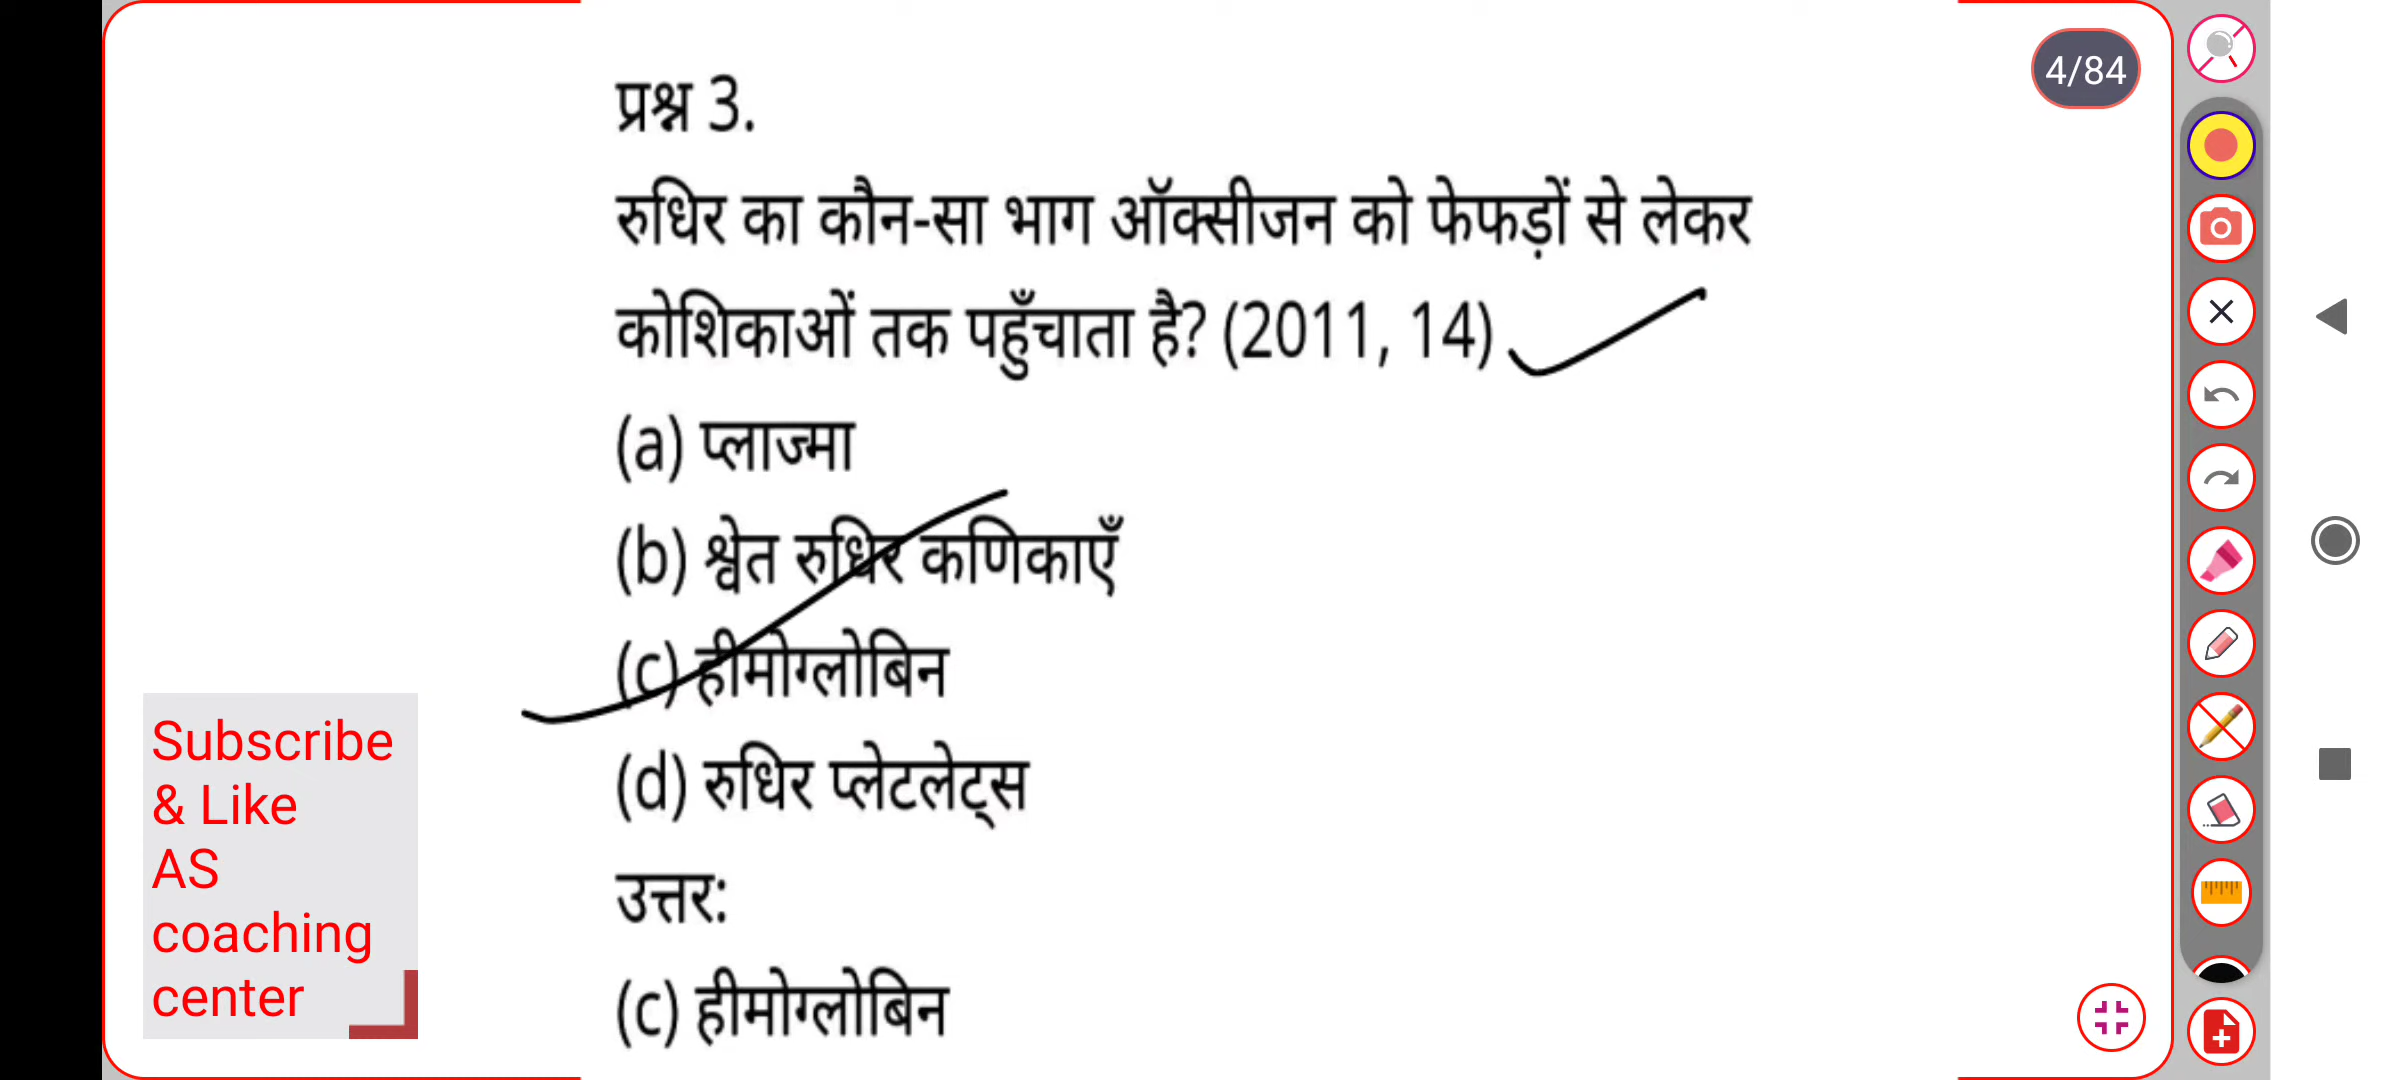 4/84
प्रश्न 3.
रुधिर का कौन-सा भाग ऑक्सीजन को फेफड़ों से लेकर
कोशिकाओं तक पहुँचाता है? (2011, 14)
(a) प्लाज्मा
(b) श्वेत रुधिर कणिकाएँ
(c) हीमोग्लोबिन
(d) रुधिर प्लेटलेट्स
उत्तर:
(c) हीमोग्लोबिन
Subscribe
& Like
AS
coaching
center